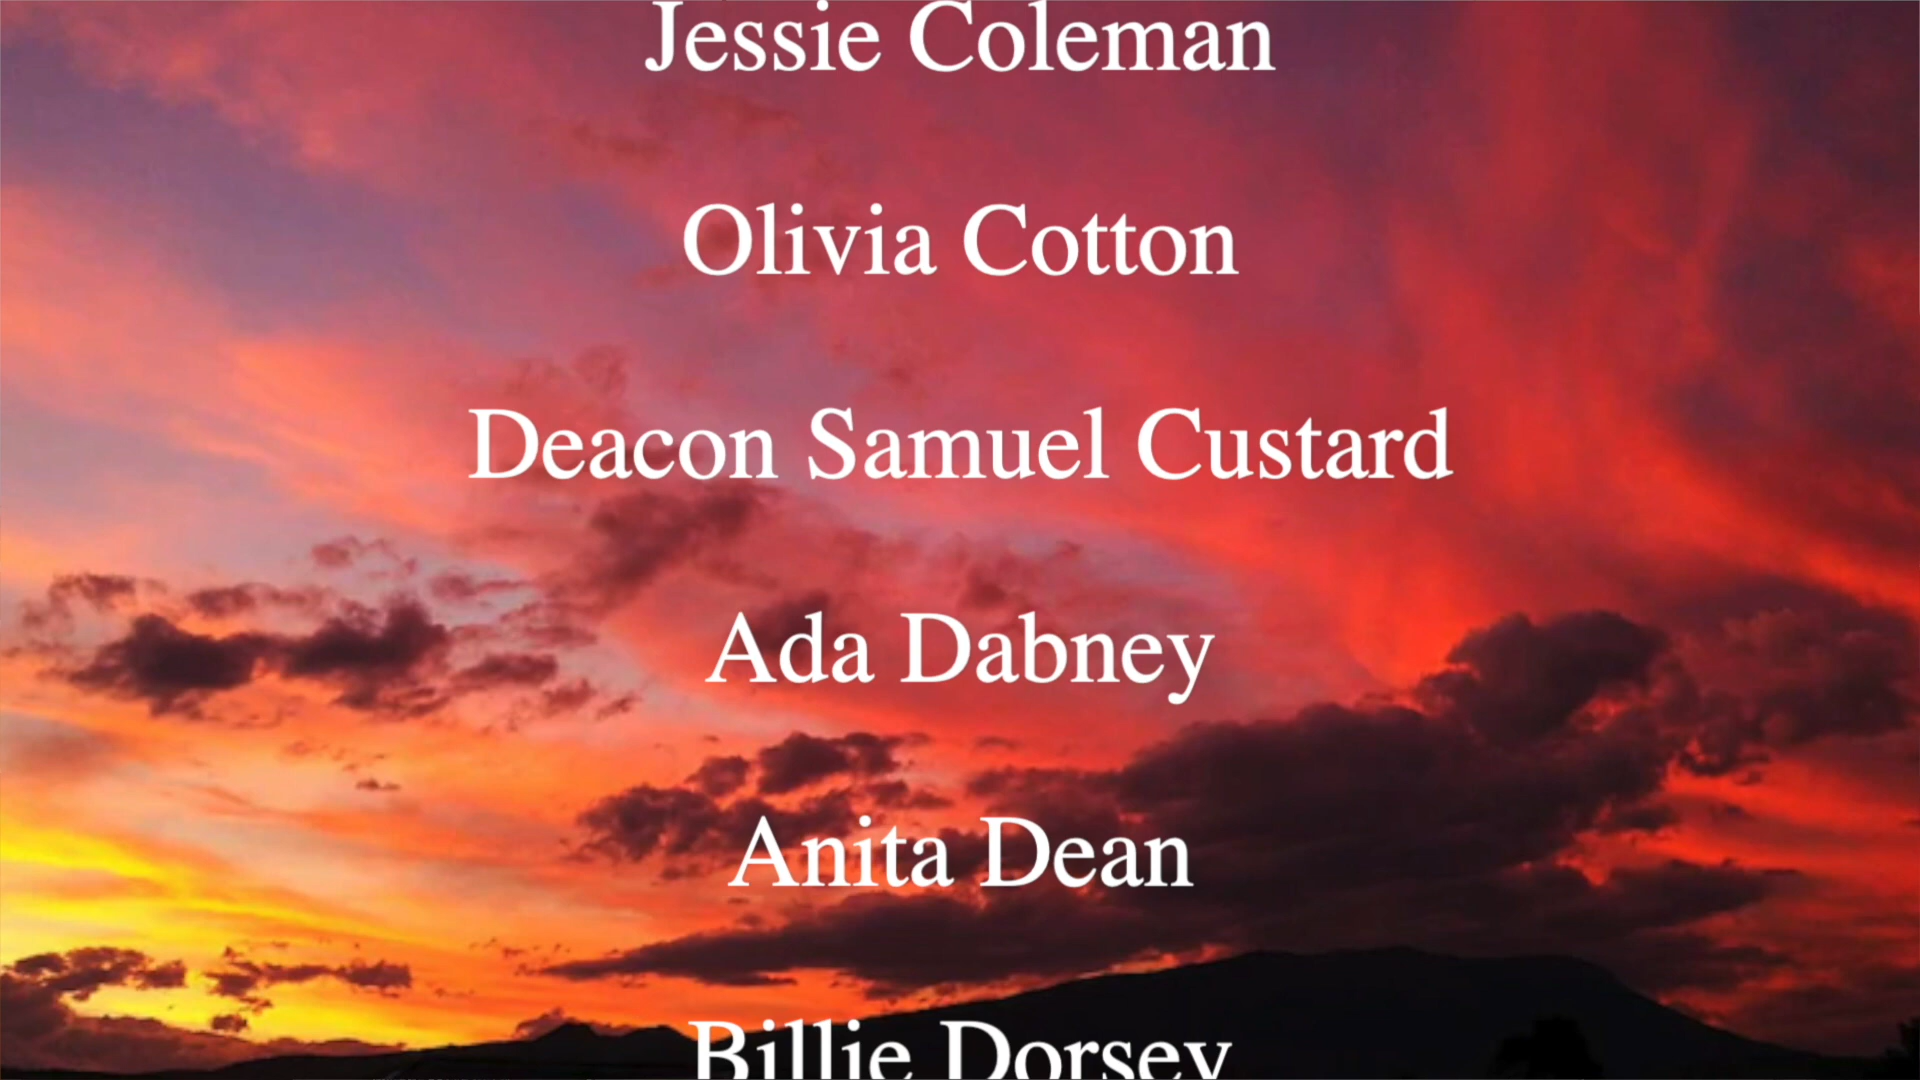 Jessie Coleman
Olivia Cotton
Deacon Samuel Custard
Ada Dabney
Anita Dean
Billie Dorsey